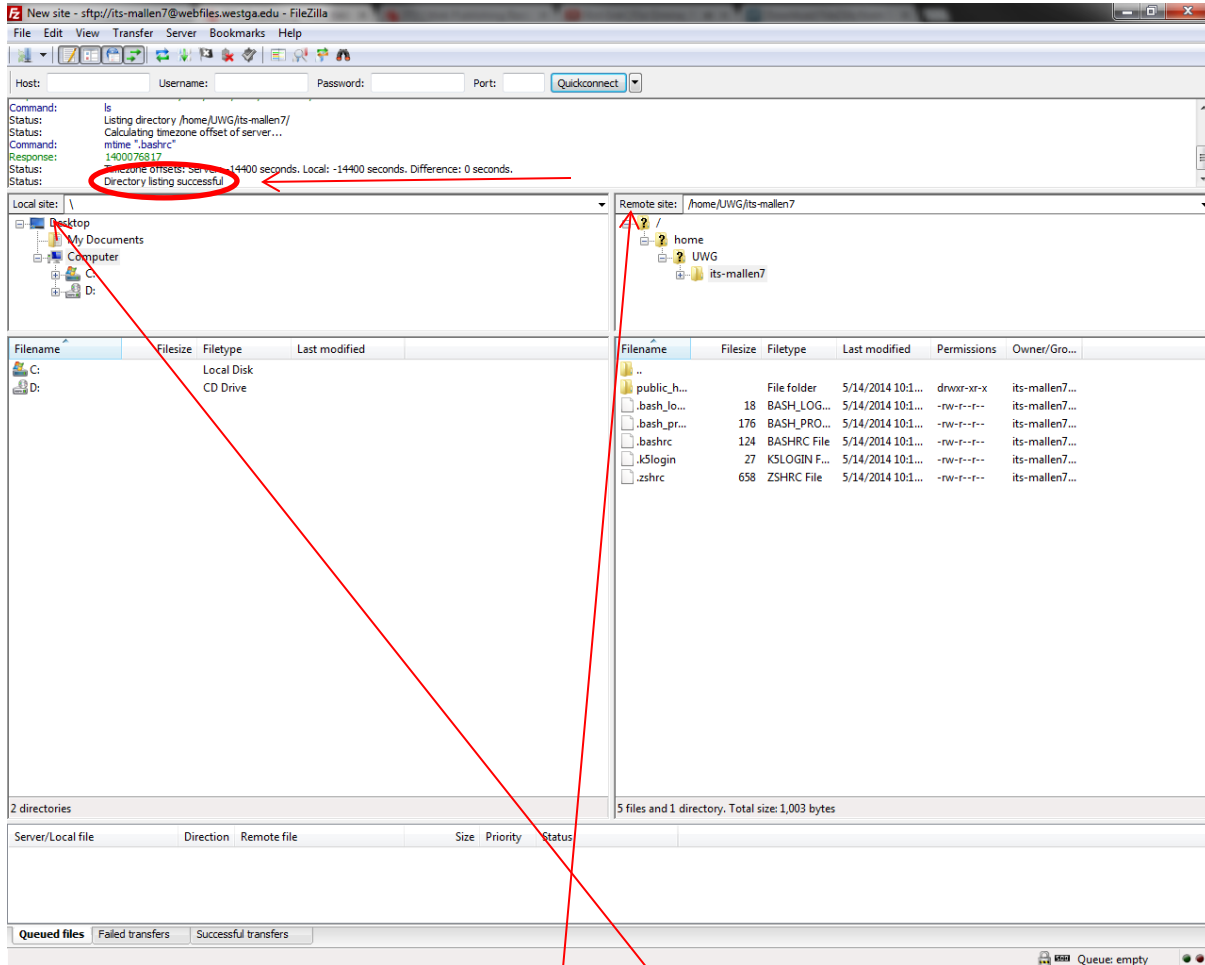 New site - sftp://its-mallen7@webfiles.westga.edu - FileZilla
File Edit View Transfer Server Bookmarks Help
Host: Username: Password: Port: Quickconnect
Command: ls
Status: Listing directory /home/UWG/its-mallen7/
Status: Calculating timezone offset of server...
Command: mtime ".bashrc"
Response: 1400076817
Status: Timezone offsets: Server: -14400 seconds. Local: -14400 seconds. Difference: 0 seconds.
Status: Directory listing successful
Local site: \
Desktop
My Documents
Computer
C:
D:
Remote site: /home/UWG/its-mallen7
/
home
UWG
its-mallen7
Filename Filesize Filetype Last modified
C: Local Disk
D: CD Drive
2 directories
Filename Filesize Filetype Last modified Permissions Owner/Gro...
..
public_h... File folder 5/14/2014 10:1... drwxr-xr-x its-mallen7...
.bash_lo... 18 BASH_LOG... 5/14/2014 10:1... -rw-r--r-- its-mallen7...
.bash_pr... 176 BASH_PRO... 5/14/2014 10:1... -rw-r--r-- its-mallen7...
.bashrc 124 BASHRC File 5/14/2014 10:1... -rw-r--r-- its-mallen7...
.k5login 27 K5LOGIN F... 5/14/2014 10:1... -rw-r--r-- its-mallen7...
.zshrc 658 ZSHRC File 5/14/2014 10:1... -rw-r--r-- its-mallen7...
5 files and 1 directory. Total size: 1,003 bytes
Server/Local file Direction Remote file Size Priority Status
Queued files Failed transfers Successful transfers
Queue: empty